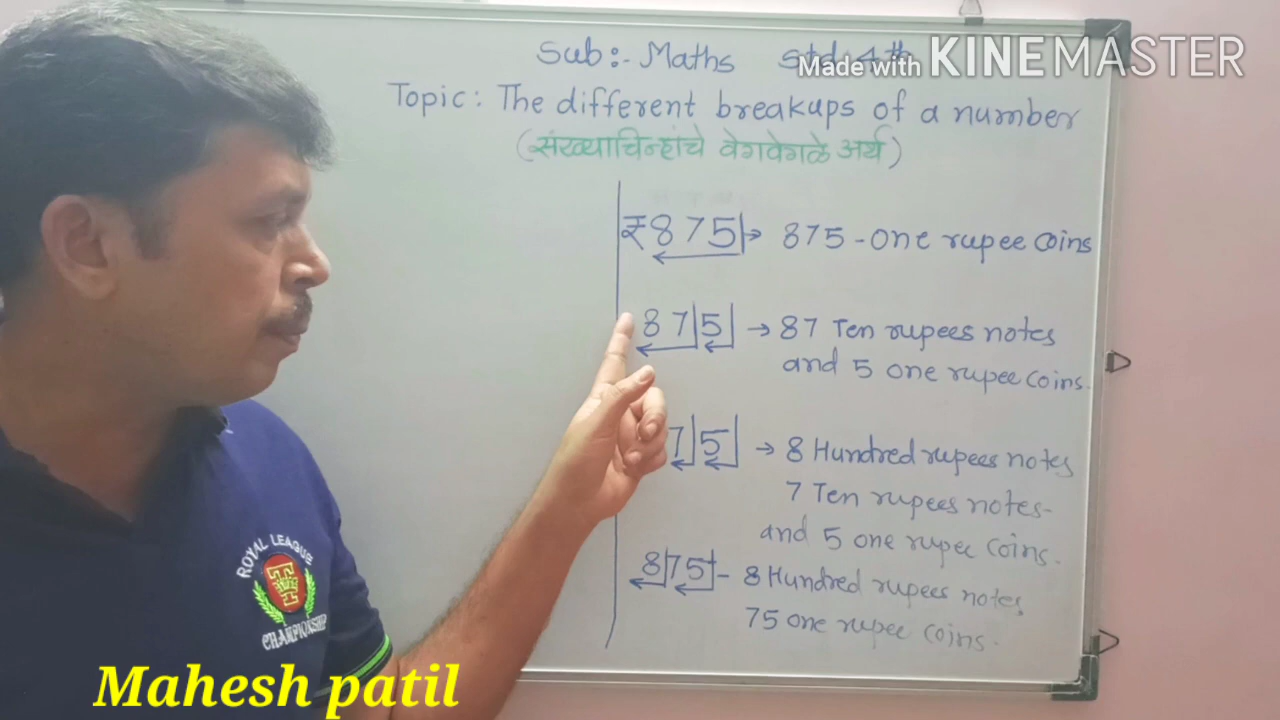 Sub:- Maths Std 4th
Made with KINEMASTER
Topic: The different breakups of a number
(संख्याचिन्हांचे वेगवेगळे अर्थ)
₹875 → 875 - One rupee coins
87|5 → 87 Ten rupees notes
and 5 one rupee coins.
7|5 → 8 Hundred rupees notes
7 Ten rupees notes-
and 5 one rupee coins.
8|75 - 8 Hundred rupees notes
75 one rupee coins.
ROYAL LEAGUE
T
CHAMPIONSHIP
Mahesh patil